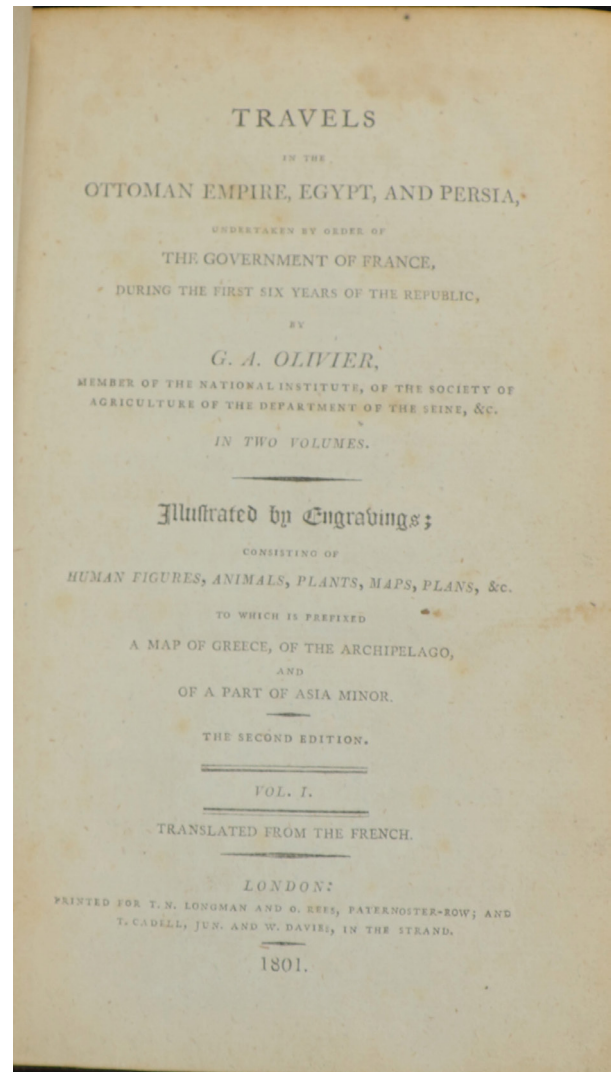 TRAVELS
IN THE
OTTOMAN EMPIRE, EGYPT, AND PERSIA,
UNDERTAKEN BY ORDER OF
THE GOVERNMENT OF FRANCE,
DURING THE FIRST SIX YEARS OF THE REPUBLIC,
BY
G. A. OLIVIER,
MEMBER OF THE NATIONAL INSTITUTE, OF THE SOCIETY OF
AGRICULTURE OF THE DEPARTMENT OF THE SEINE, &c.
IN TWO VOLUMES.
Illuſtrated by Engravings;
CONSISTING OF
HUMAN FIGURES, ANIMALS, PLANTS, MAPS, PLANS, &c.
TO WHICH IS PREFIXED
A MAP OF GREECE, OF THE ARCHIPELAGO,
AND
OF A PART OF ASIA MINOR.
THE SECOND EDITION.
VOL. I.
TRANSLATED FROM THE FRENCH.
LONDON:
PRINTED FOR T. N. LONGMAN AND O. REES, PATERNOSTER-ROW; AND
T. CADELL, JUN. AND W. DAVIES, IN THE STRAND.
1801.